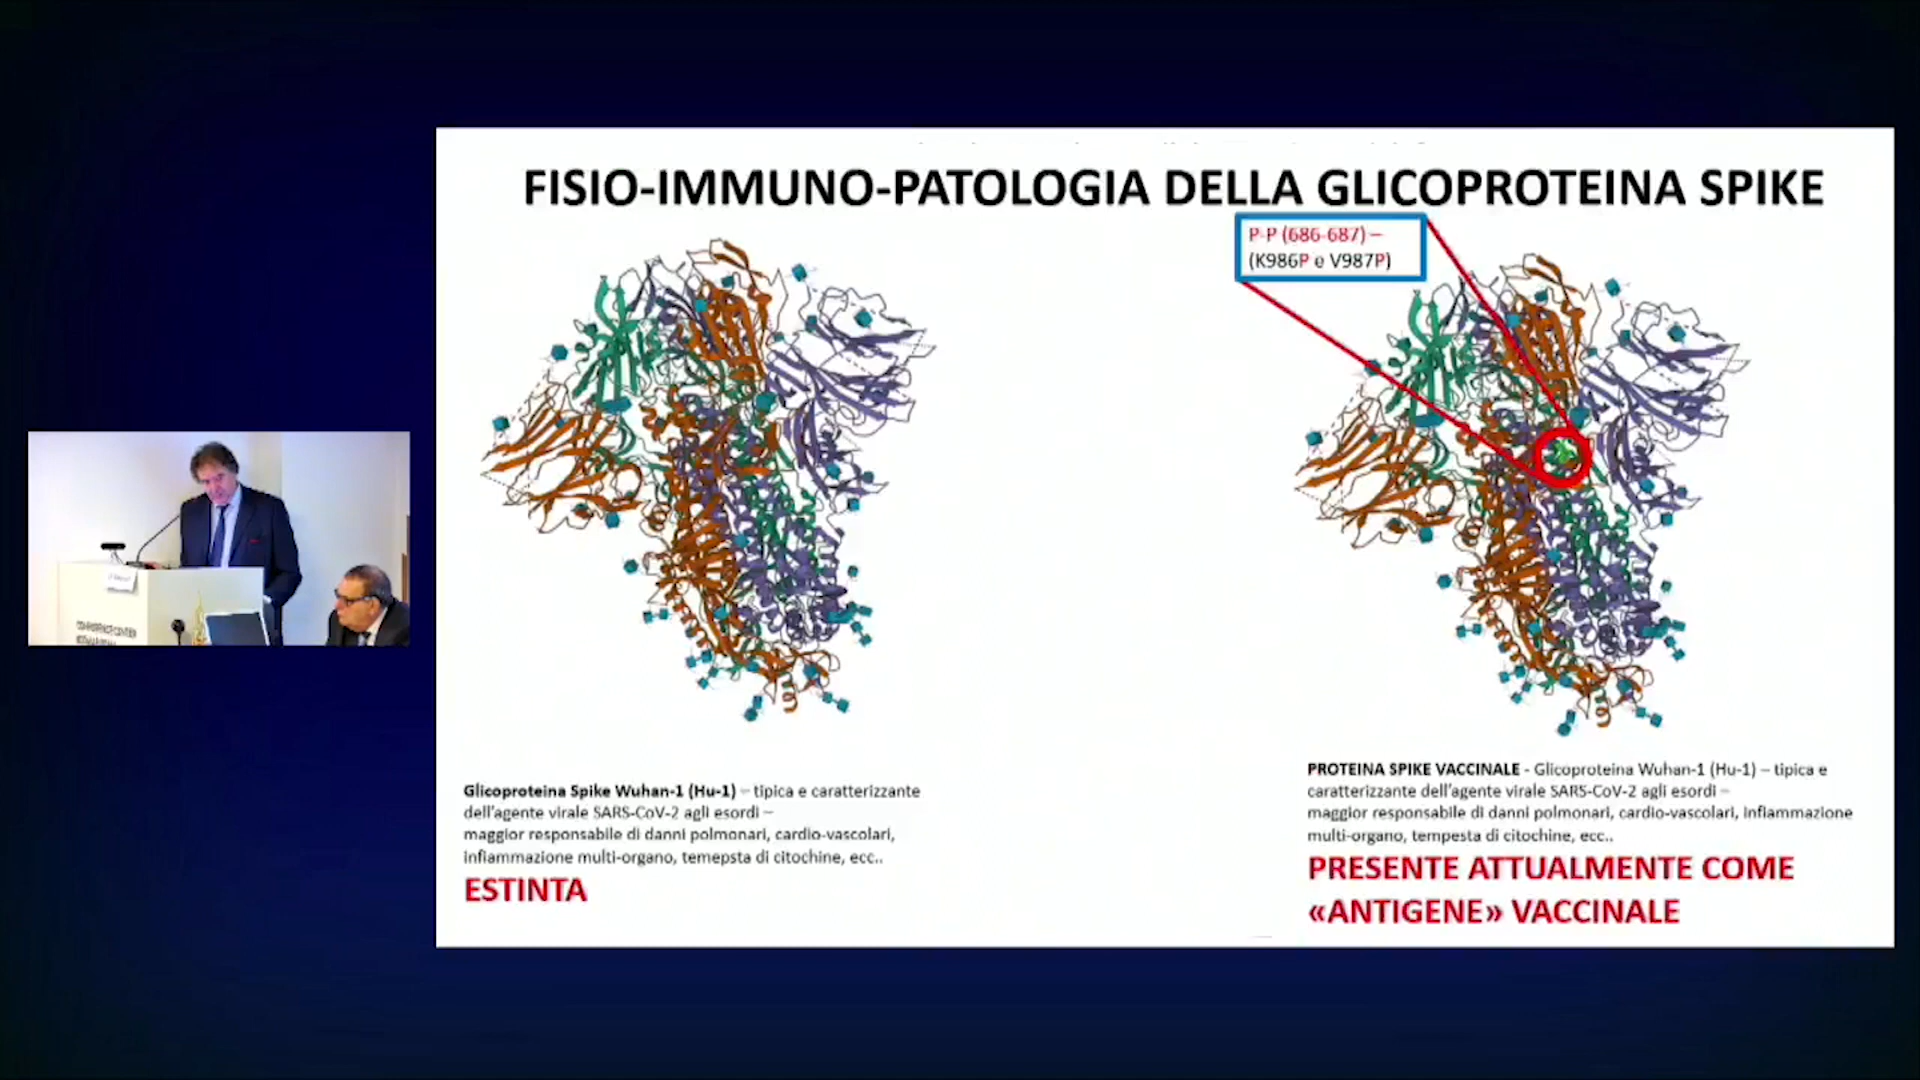 FISIO-IMMUNO-PATOLOGIA DELLA GLICOPROTEINA SPIKE
P-P (686-687) –
(K986P e V987P)
Glicoproteina Spike Wuhan-1 (Hu-1) – tipica e caratterizzante
dell'agente virale SARS-CoV-2 agli esordi –
maggior responsabile di danni polmonari, cardio-vascolari,
infiammazione multi-organo, temepsta di citochine, ecc..
ESTINTA
PROTEINA SPIKE VACCINALE - Glicoproteina Wuhan-1 (Hu-1) – tipica e
caratterizzante dell'agente virale SARS-CoV-2 agli esordi –
maggior responsabile di danni polmonari, cardio-vascolari, infiammazione
multi-organo, tempesta di citochine, ecc..
PRESENTE ATTUALMENTE COME
«ANTIGENE» VACCINALE